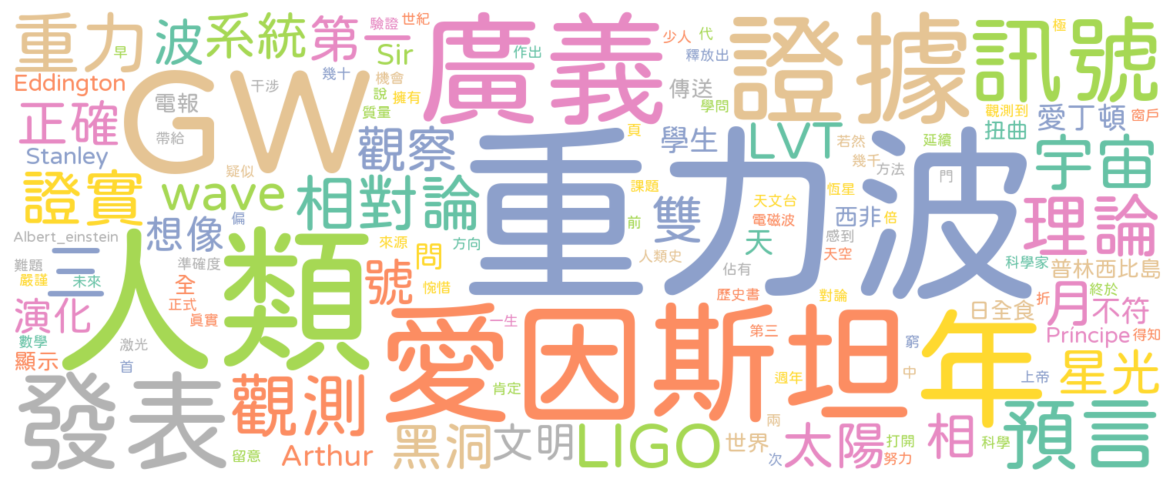 重力
早
波
系統
驗證
世紀
第一
Sir
廣義
作出
少人
代
釋放出
證據
訊號
極
Eddington
GW
干涉
幾十
機會
說
擁有
質量
傳送
學問
觀測到
窗戶
正確
電報
帶給
觀察
重力波
頁
學生
LVT
若然
延續
扭曲
愛丁頓
幾千
方法
門
宇宙
Stanley
疑似
證實
wave
相對論
課題
雙
天文台
恆星
倍
電磁波
西非
理論
Albert_einstein
想像
偏
前
天
感到
天空
難題
三
人類
準確度
來源
方向
人類史
科學家
普林西比島
嚴謹
未來
全
號
問
惋惜
佔有
歷史書
對論
年
日全食
終於
折
月
不符
演化
正式
眞實
愛因斯坦
一生
第三
Príncipe
得知
數學
顯示
激光
首
窮
週年
中
上帝
星光
發表
觀測
肯定
兩
留意
Arthur
黑洞
文明
LIGO
世界
次
太陽
打開
努力
相
科學
預言